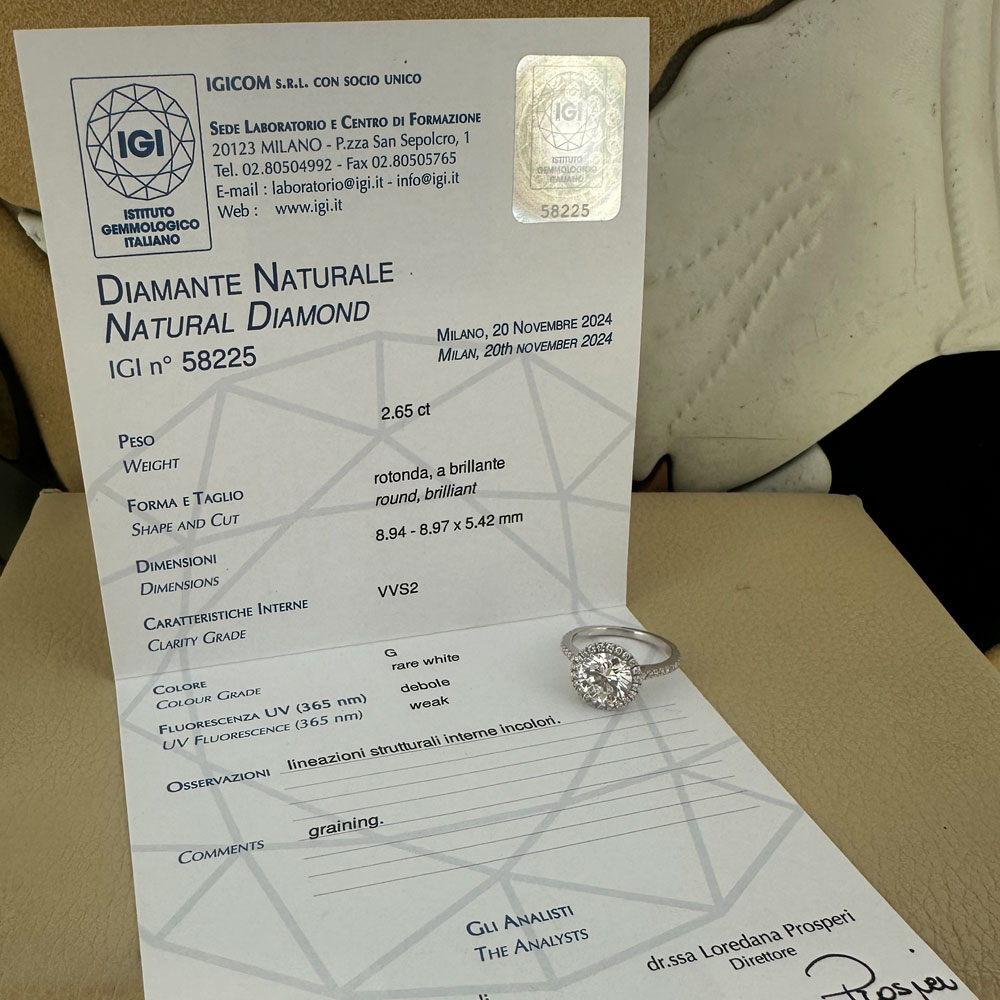 IGI
ISTITUTO
GEMMOLOGICO
ITALIANO
IGICOM S.R.L. CON SOCIO UNICO
SEDE LABORATORIO E CENTRO DI FORMAZIONE
20123 MILANO - P.zza San Sepolcro, 1
Tel. 02.80504992 - Fax 02.80505765
E-mail : laboratorio@igi.it - info@igi.it
Web : www.igi.it
IGI
ISTITUTO
GEMMOLOGICO
ITALIANO
58225
DIAMANTE NATURALE
NATURAL DIAMOND
IGI n° 58225
MILANO, 20 NOVEMBRE 2024
MILAN, 20th NOVEMBER 2024
PESO
WEIGHT
2.65 ct
FORMA E TAGLIO
SHAPE AND CUT
rotonda, a brillante
round, brilliant
DIMENSIONI
DIMENSIONS
8.94 - 8.97 x 5.42 mm
CARATTERISTICHE INTERNE
CLARITY GRADE
VVS2
COLORE
COLOUR GRADE
G
rare white
FLUORESCENZA UV (365 nm)
UV FLUORESCENCE (365 nm)
debole
weak
OSSERVAZIONI
lineazioni strutturali interne incolori.
COMMENTS
graining.
GLI ANALISTI
THE ANALYSTS
dr.ssa Loredana Prosperi
Direttore
Prosperi